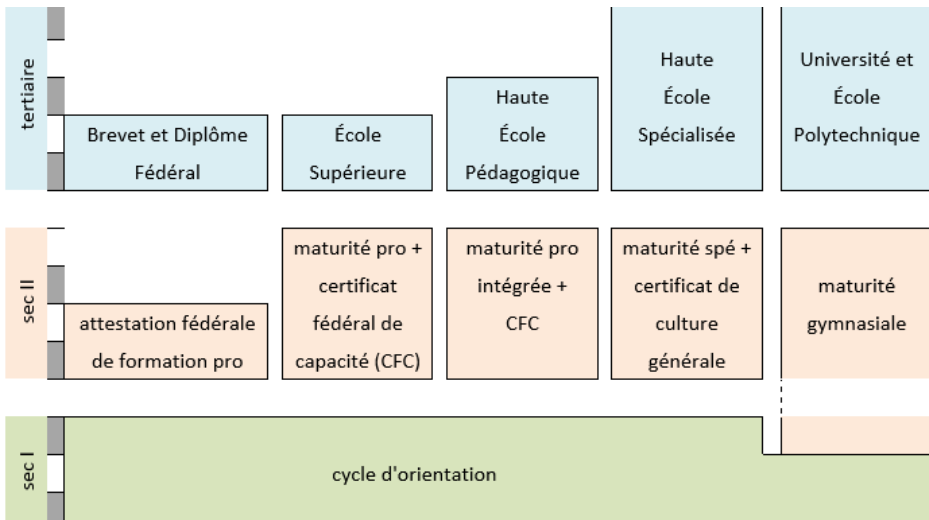 tertiaire
Brevet et Diplôme
Fédéral
École
Supérieure
Haute
École
Pédagogique
Haute
École
Spécialisée
Université et
École
Polytechnique
sec II
attestation fédérale
de formation pro
maturité pro +
certificat
fédéral de
capacité (CFC)
maturité pro
intégrée +
CFC
maturité spé +
certificat de
culture
générale
maturité
gymnasiale
sec I
cycle d'orientation